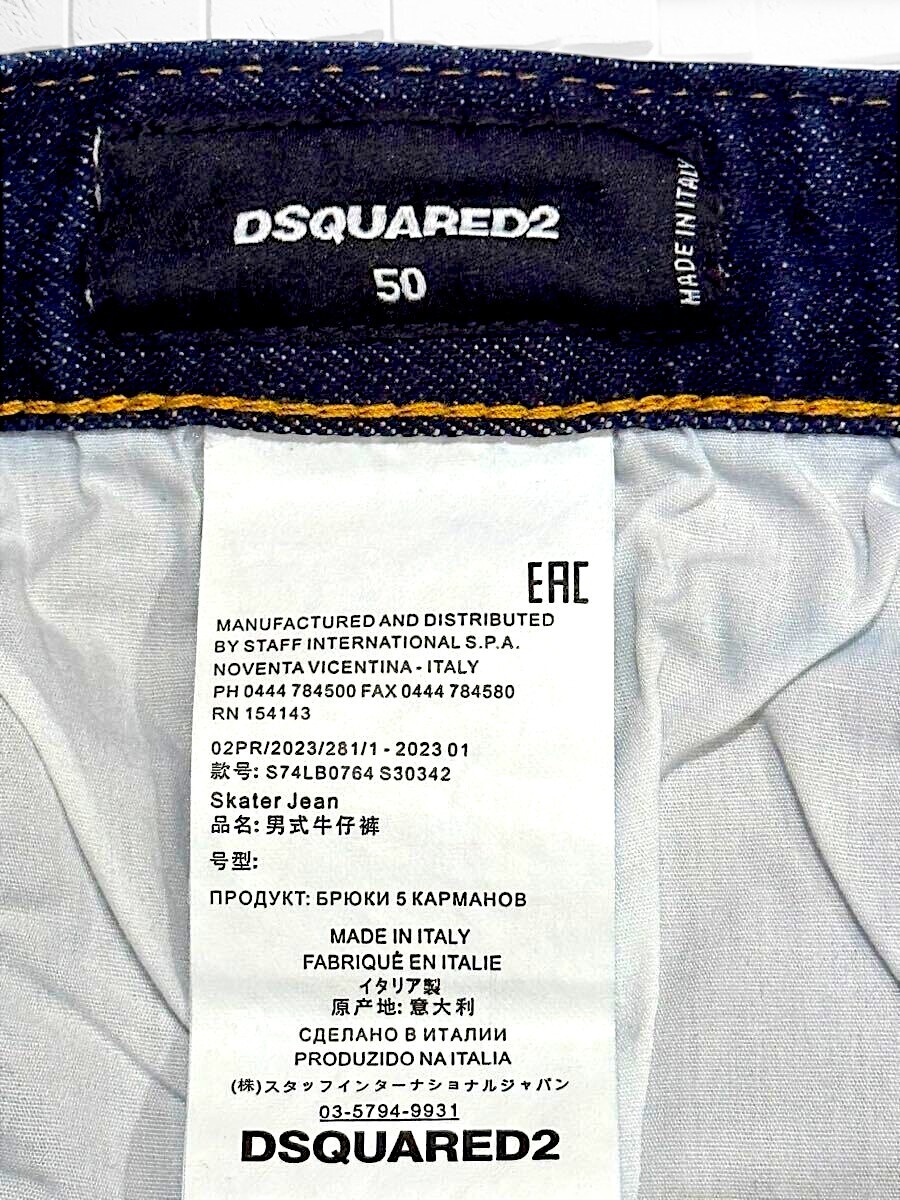 DSQUARED2
50
MADE IN ITALY
EAC
MANUFACTURED AND DISTRIBUTED
BY STAFF INTERNATIONAL S.P.A.
NOVENTA VICENTINA - ITALY
PH 0444 784500 FAX 0444 784580
RN 154143
02PR/2023/281/1 - 2023 01
款号: S74LB0764 S30342
Skater Jean
品名: 男式牛仔裤
号型:
ПРОДУКТ: БРЮКИ 5 КАРМАНОВ
MADE IN ITALY
FABRIQUÉ EN ITALIE
イタリア製
原产地: 意大利
СДЕЛАНО В ИТАЛИИ
PRODUZIDO NA ITALIA
(株)スタッフインターナショナルジャパン
03-5794-9931
DSQUARED2